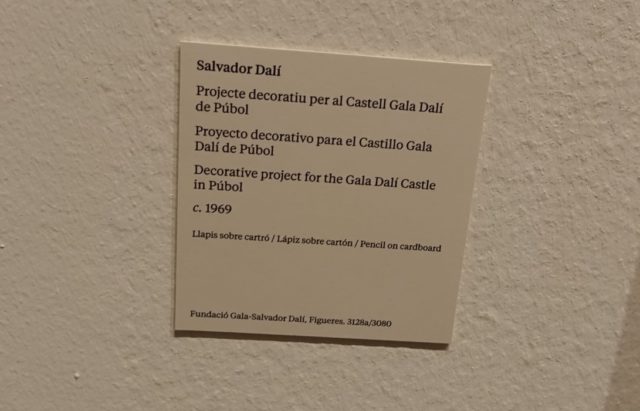 Salvador Dalí
Projecte decoratiu per al Castell Gala Dalí
de Púbol
Proyecto decorativo para el Castillo Gala
Dalí de Púbol
Decorative project for the Gala Dalí Castle
in Púbol
c. 1969
Llapis sobre cartró / Lápiz sobre cartón / Pencil on cardboard
Fundació Gala-Salvador Dalí, Figueres. 3128a/3080